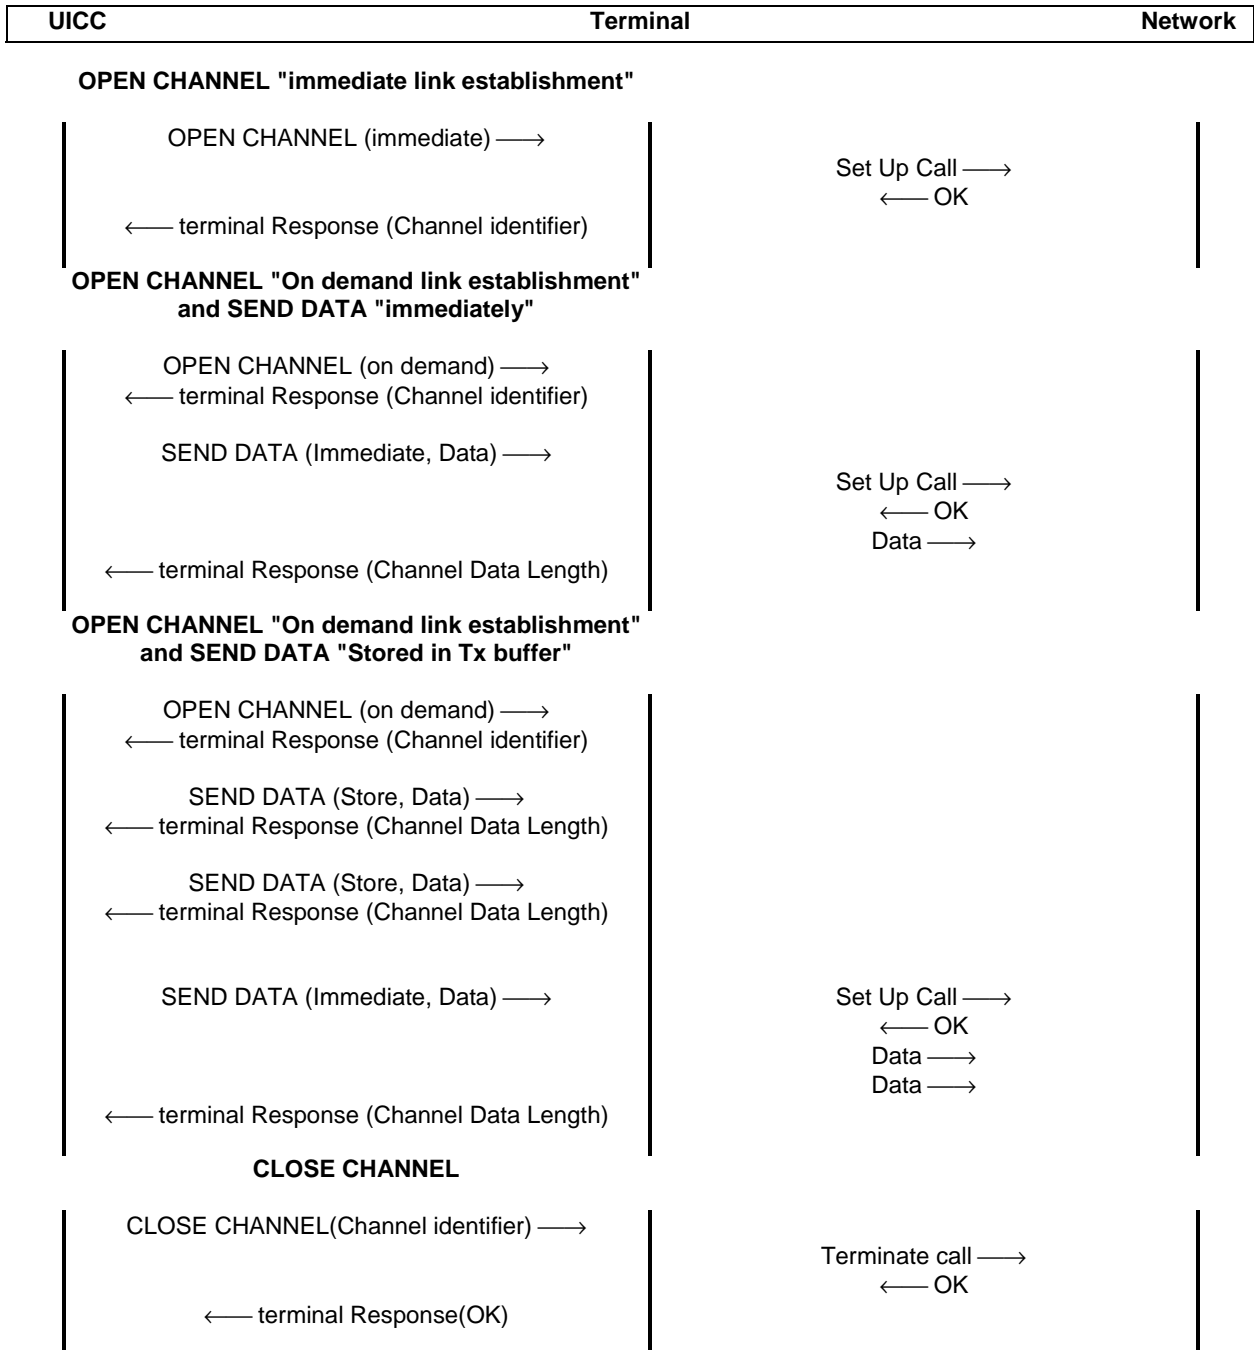 UICC Terminal Network
OPEN CHANNEL "immediate link establishment"
OPEN CHANNEL (immediate) ⟶
Set Up Call ⟶
⟵ OK
⟵ terminal Response (Channel identifier)
OPEN CHANNEL "On demand link establishment"
and SEND DATA "immediately"
OPEN CHANNEL (on demand) ⟶
⟵ terminal Response (Channel identifier)
SEND DATA (Immediate, Data) ⟶
Set Up Call ⟶
⟵ OK
Data ⟶
⟵ terminal Response (Channel Data Length)
OPEN CHANNEL "On demand link establishment"
and SEND DATA "Stored in Tx buffer"
OPEN CHANNEL (on demand) ⟶
⟵ terminal Response (Channel identifier)
SEND DATA (Store, Data) ⟶
⟵ terminal Response (Channel Data Length)
SEND DATA (Store, Data) ⟶
⟵ terminal Response (Channel Data Length)
SEND DATA (Immediate, Data) ⟶ Set Up Call ⟶
⟵ OK
Data ⟶
Data ⟶
⟵ terminal Response (Channel Data Length)
CLOSE CHANNEL
CLOSE CHANNEL(Channel identifier) ⟶
Terminate call ⟶
⟵ OK
⟵ terminal Response(OK)